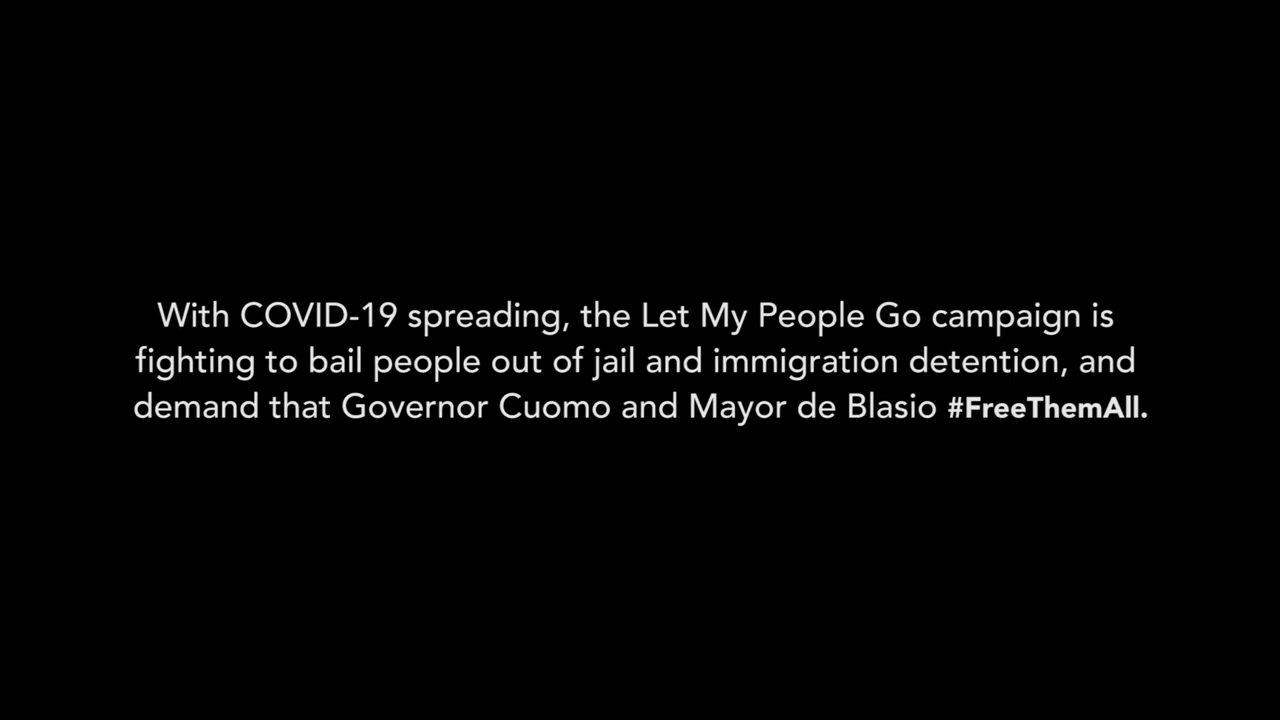 With COVID-19 spreading, the Let My People Go campaign is
fighting to bail people out of jail and immigration detention, and
demand that Governor Cuomo and Mayor de Blasio #FreeThemAll.